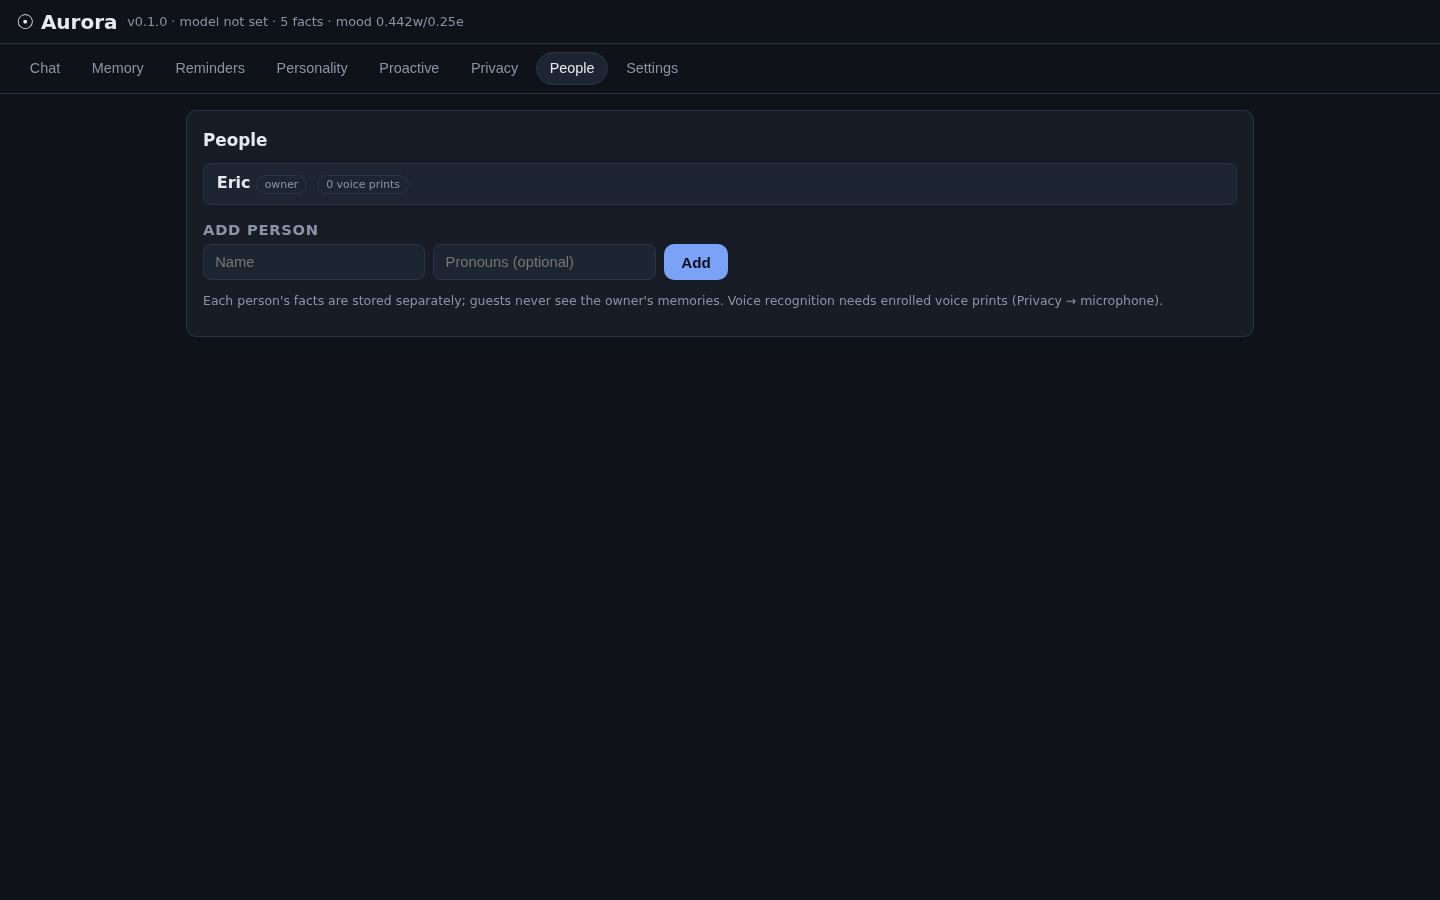 ☉ Aurora v0.1.0 · model not set · 5 facts · mood 0.442w/0.25e
Chat Memory Reminders Personality Proactive Privacy People Settings
People
Eric owner 0 voice prints
ADD PERSON
Name Pronouns (optional) Add
Each person's facts are stored separately; guests never see the owner's memories. Voice recognition needs enrolled voice prints (Privacy → microphone).